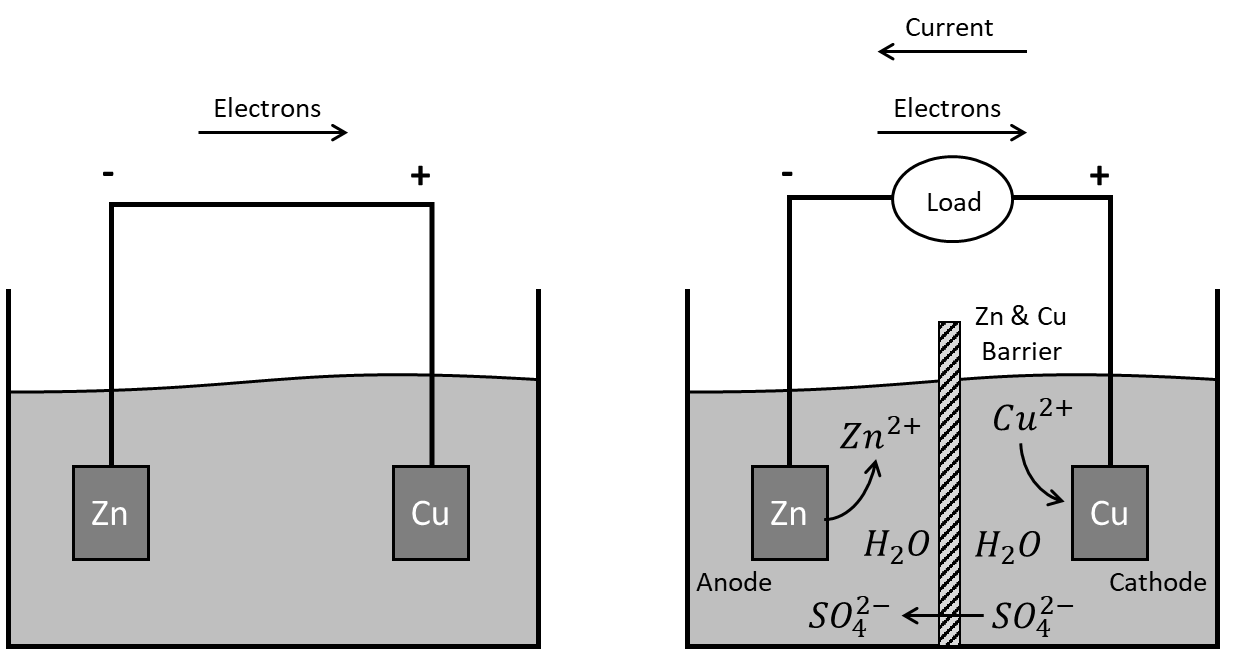 Electrons
- +
Zn
Cu
Current
Electrons
- +
Load
Zn & Cu
Barrier
Zn²⁺
Cu²⁺
Zn
Cu
H₂O
H₂O
Anode
Cathode
SO₄²⁻
SO₄²⁻